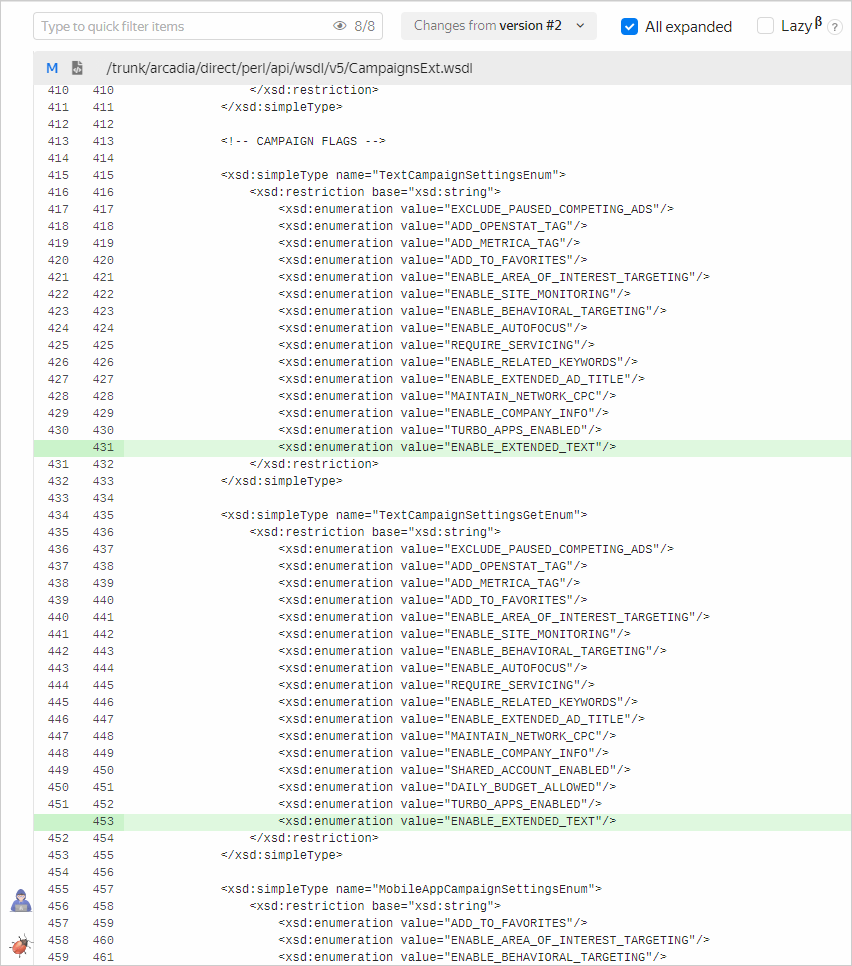 Type to quick filter items 8/8 Changes from version #2 All expanded Lazy β ?
M /trunk/arcadia/direct/perl/api/wsdl/v5/CampaignsExt.wsdl
410 410 </xsd:restriction>
411 411 </xsd:simpleType>
412 412
413 413 <!-- CAMPAIGN FLAGS -->
414 414
415 415 <xsd:simpleType name="TextCampaignSettingsEnum">
416 416 <xsd:restriction base="xsd:string">
417 417 <xsd:enumeration value="EXCLUDE_PAUSED_COMPETING_ADS"/>
418 418 <xsd:enumeration value="ADD_OPENSTAT_TAG"/>
419 419 <xsd:enumeration value="ADD_METRICA_TAG"/>
420 420 <xsd:enumeration value="ADD_TO_FAVORITES"/>
421 421 <xsd:enumeration value="ENABLE_AREA_OF_INTEREST_TARGETING"/>
422 422 <xsd:enumeration value="ENABLE_SITE_MONITORING"/>
423 423 <xsd:enumeration value="ENABLE_BEHAVIORAL_TARGETING"/>
424 424 <xsd:enumeration value="ENABLE_AUTOFOCUS"/>
425 425 <xsd:enumeration value="REQUIRE_SERVICING"/>
426 426 <xsd:enumeration value="ENABLE_RELATED_KEYWORDS"/>
427 427 <xsd:enumeration value="ENABLE_EXTENDED_AD_TITLE"/>
428 428 <xsd:enumeration value="MAINTAIN_NETWORK_CPC"/>
429 429 <xsd:enumeration value="ENABLE_COMPANY_INFO"/>
430 430 <xsd:enumeration value="TURBO_APPS_ENABLED"/>
431 <xsd:enumeration value="ENABLE_EXTENDED_TEXT"/>
431 432 </xsd:restriction>
432 433 </xsd:simpleType>
433 434
434 435 <xsd:simpleType name="TextCampaignSettingsGetEnum">
435 436 <xsd:restriction base="xsd:string">
436 437 <xsd:enumeration value="EXCLUDE_PAUSED_COMPETING_ADS"/>
437 438 <xsd:enumeration value="ADD_OPENSTAT_TAG"/>
438 439 <xsd:enumeration value="ADD_METRICA_TAG"/>
439 440 <xsd:enumeration value="ADD_TO_FAVORITES"/>
440 441 <xsd:enumeration value="ENABLE_AREA_OF_INTEREST_TARGETING"/>
441 442 <xsd:enumeration value="ENABLE_SITE_MONITORING"/>
442 443 <xsd:enumeration value="ENABLE_BEHAVIORAL_TARGETING"/>
443 444 <xsd:enumeration value="ENABLE_AUTOFOCUS"/>
444 445 <xsd:enumeration value="REQUIRE_SERVICING"/>
445 446 <xsd:enumeration value="ENABLE_RELATED_KEYWORDS"/>
446 447 <xsd:enumeration value="ENABLE_EXTENDED_AD_TITLE"/>
447 448 <xsd:enumeration value="MAINTAIN_NETWORK_CPC"/>
448 449 <xsd:enumeration value="ENABLE_COMPANY_INFO"/>
449 450 <xsd:enumeration value="SHARED_ACCOUNT_ENABLED"/>
450 451 <xsd:enumeration value="DAILY_BUDGET_ALLOWED"/>
451 452 <xsd:enumeration value="TURBO_APPS_ENABLED"/>
453 <xsd:enumeration value="ENABLE_EXTENDED_TEXT"/>
452 454 </xsd:restriction>
453 455 </xsd:simpleType>
454 456
455 457 <xsd:simpleType name="MobileAppCampaignSettingsEnum">
456 458 <xsd:restriction base="xsd:string">
457 459 <xsd:enumeration value="ADD_TO_FAVORITES"/>
458 460 <xsd:enumeration value="ENABLE_AREA_OF_INTEREST_TARGETING"/>
459 461 <xsd:enumeration value="ENABLE_BEHAVIORAL_TARGETING"/>